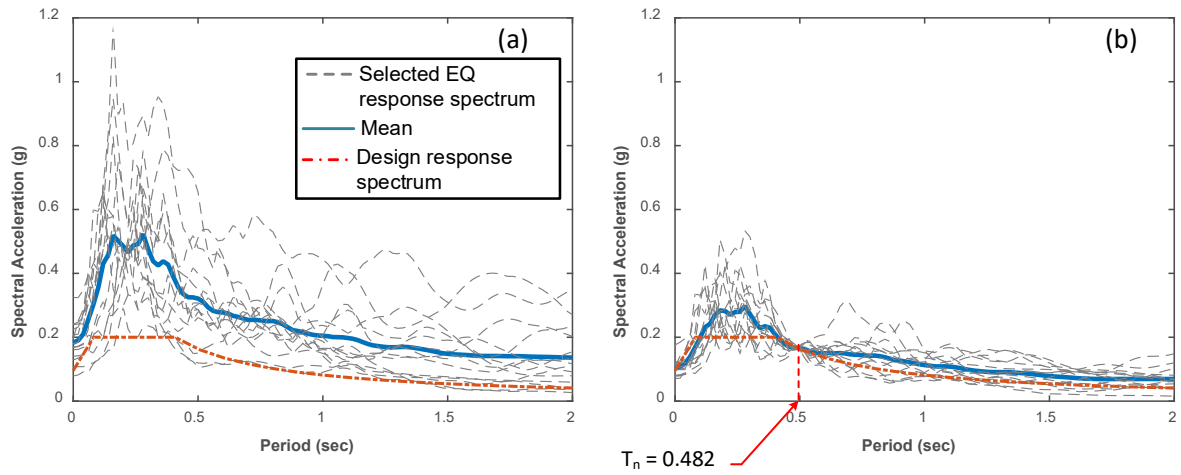 (a)
1.2
1
0.8
0.6
0.4
0.2
0
Spectral Acceleration (g)
Selected EQ
response spectrum
Mean
Design response
spectrum
0 0.5 1 1.5 2
Period (sec)
(b)
1.2
1
0.8
0.6
0.4
0.2
0
Spectral Acceleration (g)
0 0.5 1 1.5 2
Period (sec)
Tn = 0.482